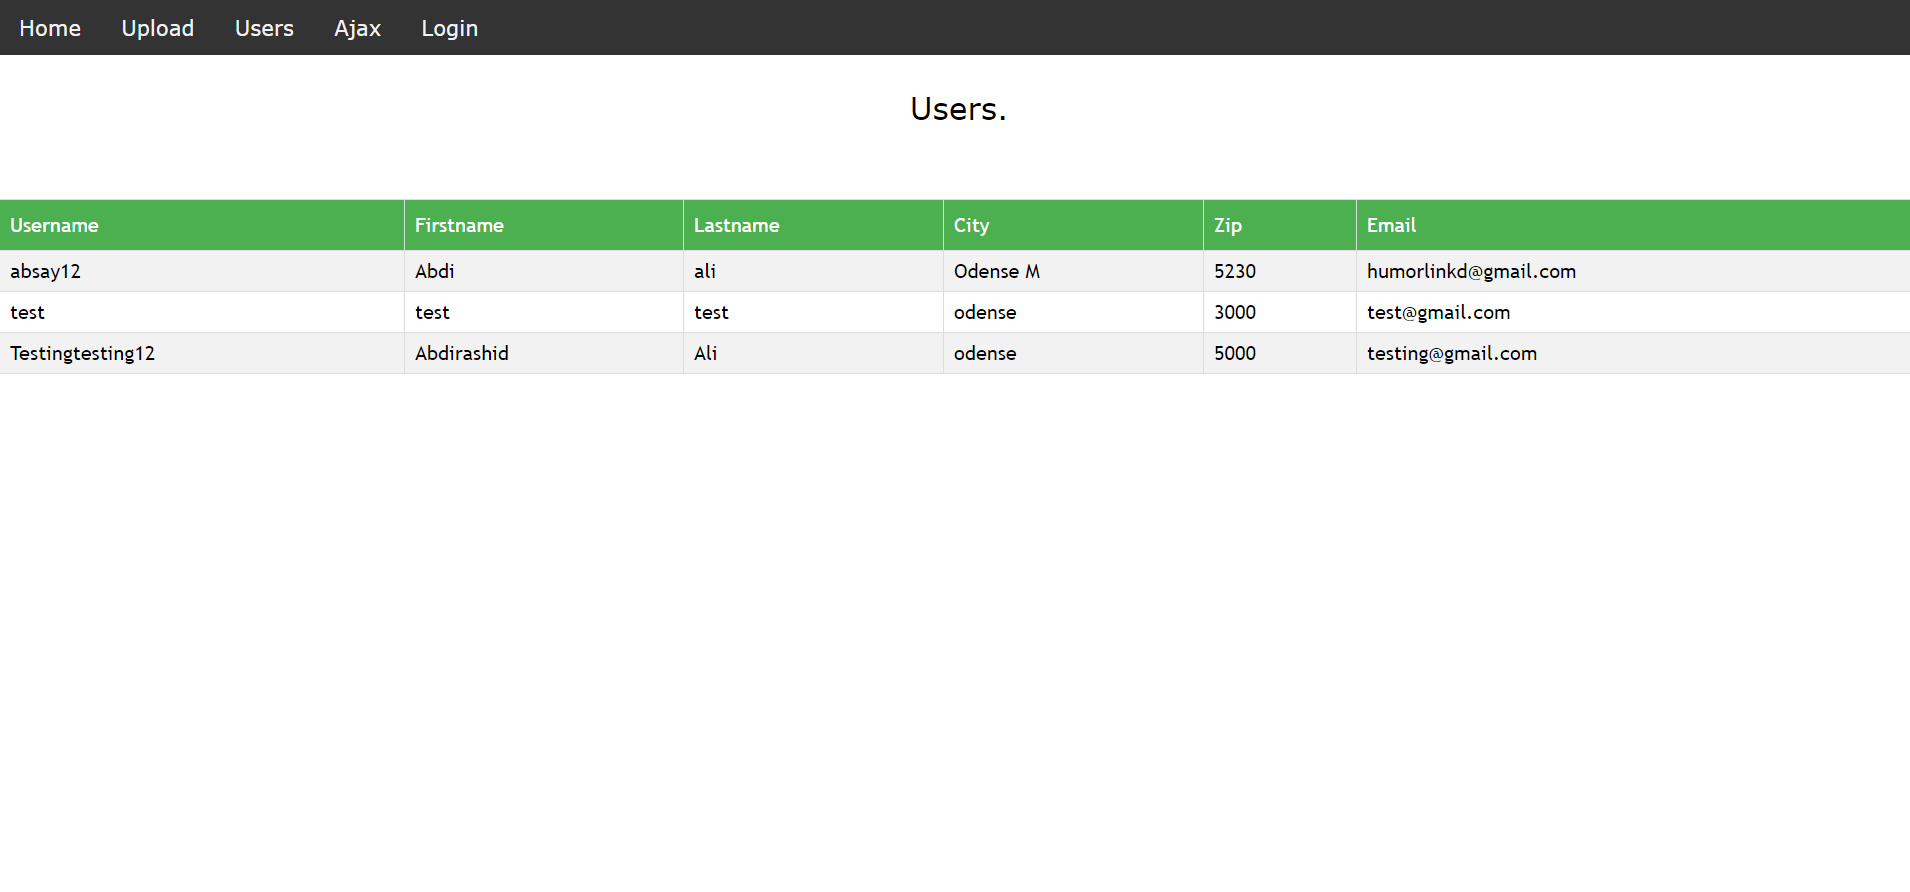 Home Upload Users Ajax Login
Users.
Username Firstname Lastname City Zip Email
absay12 Abdi ali Odense M 5230 humorlinkd@gmail.com
test test test odense 3000 test@gmail.com
Testingtesting12 Abdirashid Ali odense 5000 testing@gmail.com